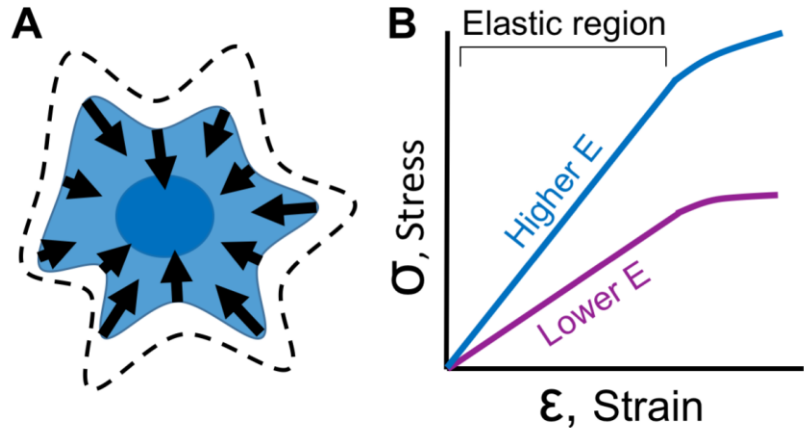 A
B
Elastic region
Higher E
Lower E
σ, Stress
ε, Strain